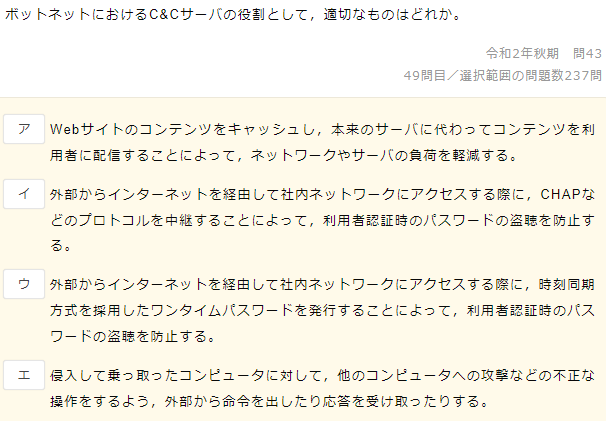 ボットネットにおけるC&Cサーバの役割として，適切なものはどれか。
令和2年秋期　問43
49問目／選択範囲の問題数237問
ア
Webサイトのコンテンツをキャッシュし，本来のサーバに代わってコンテンツを利
用者に配信することによって，ネットワークやサーバの負荷を軽減する。
イ
外部からインターネットを経由して社内ネットワークにアクセスする際に，CHAPな
どのプロトコルを中継することによって，利用者認証時のパスワードの盗聴を防止す
る。
ウ
外部からインターネットを経由して社内ネットワークにアクセスする際に，時刻同期
方式を採用したワンタイムパスワードを発行することによって，利用者認証時のパス
ワードの盗聴を防止する。
エ
侵入して乗っ取ったコンピュータに対して，他のコンピュータへの攻撃などの不正な
操作をするよう，外部から命令を出したり応答を受け取ったりする。